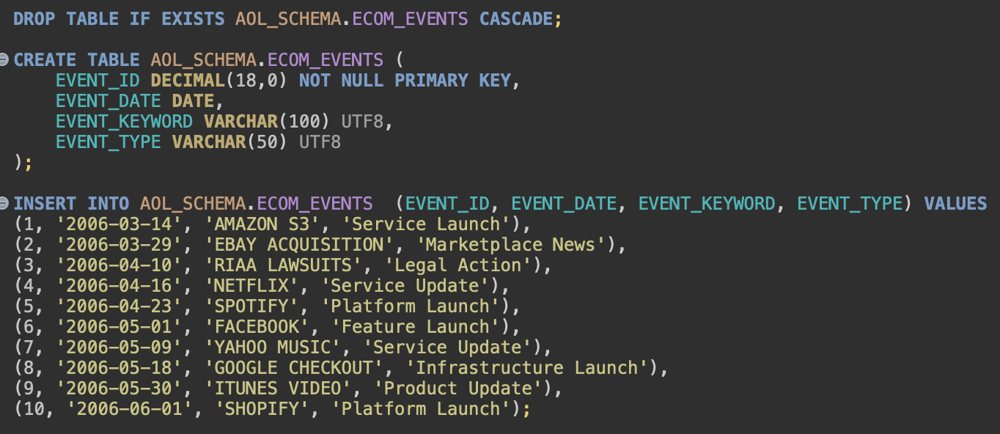 DROP TABLE IF EXISTS AOL_SCHEMA.ECOM_EVENTS CASCADE;
CREATE TABLE AOL_SCHEMA.ECOM_EVENTS (
    EVENT_ID DECIMAL(18,0) NOT NULL PRIMARY KEY,
    EVENT_DATE DATE,
    EVENT_KEYWORD VARCHAR(100) UTF8,
    EVENT_TYPE VARCHAR(50) UTF8
);
INSERT INTO AOL_SCHEMA.ECOM_EVENTS  (EVENT_ID, EVENT_DATE, EVENT_KEYWORD, EVENT_TYPE) VALUES
(1, '2006-03-14', 'AMAZON S3', 'Service Launch'),
(2, '2006-03-29', 'EBAY ACQUISITION', 'Marketplace News'),
(3, '2006-04-10', 'RIAA LAWSUITS', 'Legal Action'),
(4, '2006-04-16', 'NETFLIX', 'Service Update'),
(5, '2006-04-23', 'SPOTIFY', 'Platform Launch'),
(6, '2006-05-01', 'FACEBOOK', 'Feature Launch'),
(7, '2006-05-09', 'YAHOO MUSIC', 'Service Update'),
(8, '2006-05-18', 'GOOGLE CHECKOUT', 'Infrastructure Launch'),
(9, '2006-05-30', 'ITUNES VIDEO', 'Product Update'),
(10, '2006-06-01', 'SHOPIFY', 'Platform Launch');